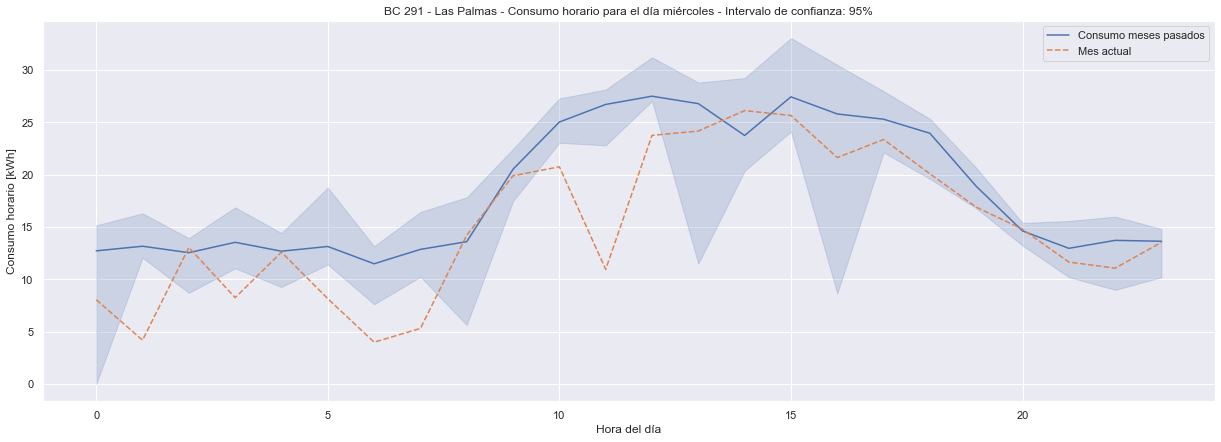 BC 291 - Las Palmas - Consumo horario para el día miércoles - Intervalo de confianza: 95%
Consumo meses pasados
Mes actual
Consumo horario [kWh]
30
25
20
15
10
5
0
0
5
10
15
20
Hora del día